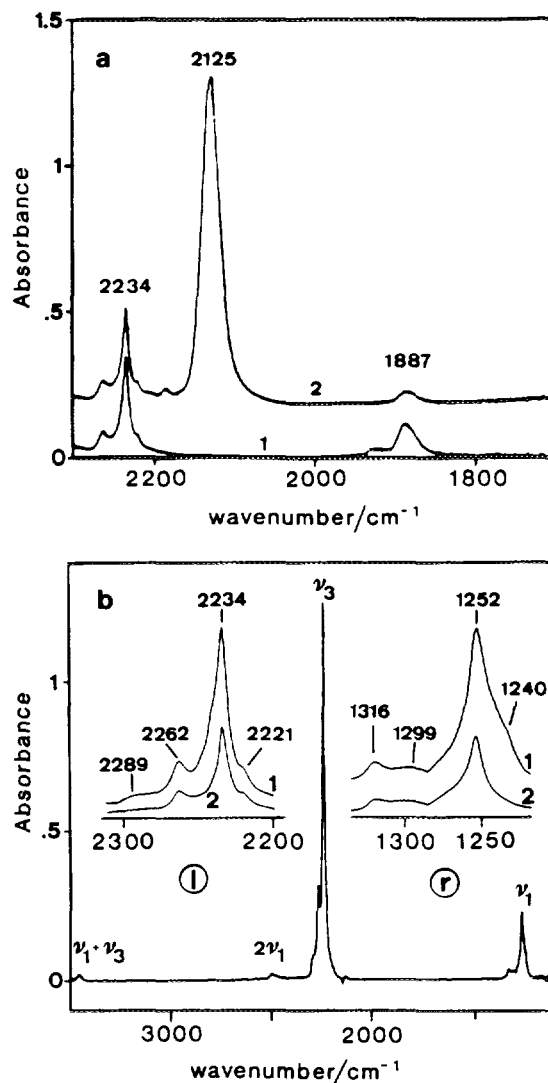 1.5
a
2125
1
2234
.5
1887
2
1
0
2200
2000
1800
Absorbance
wavenumber/cm⁻¹
b
ν₃
2234
1252
1
1240
2262
2221
1316
1299
2289
1
2
1
2
2300
2200
1300
1250
.5
l
r
ν₁
ν₁+ν₃
2ν₁
0
3000
2000
Absorbance
wavenumber/cm⁻¹